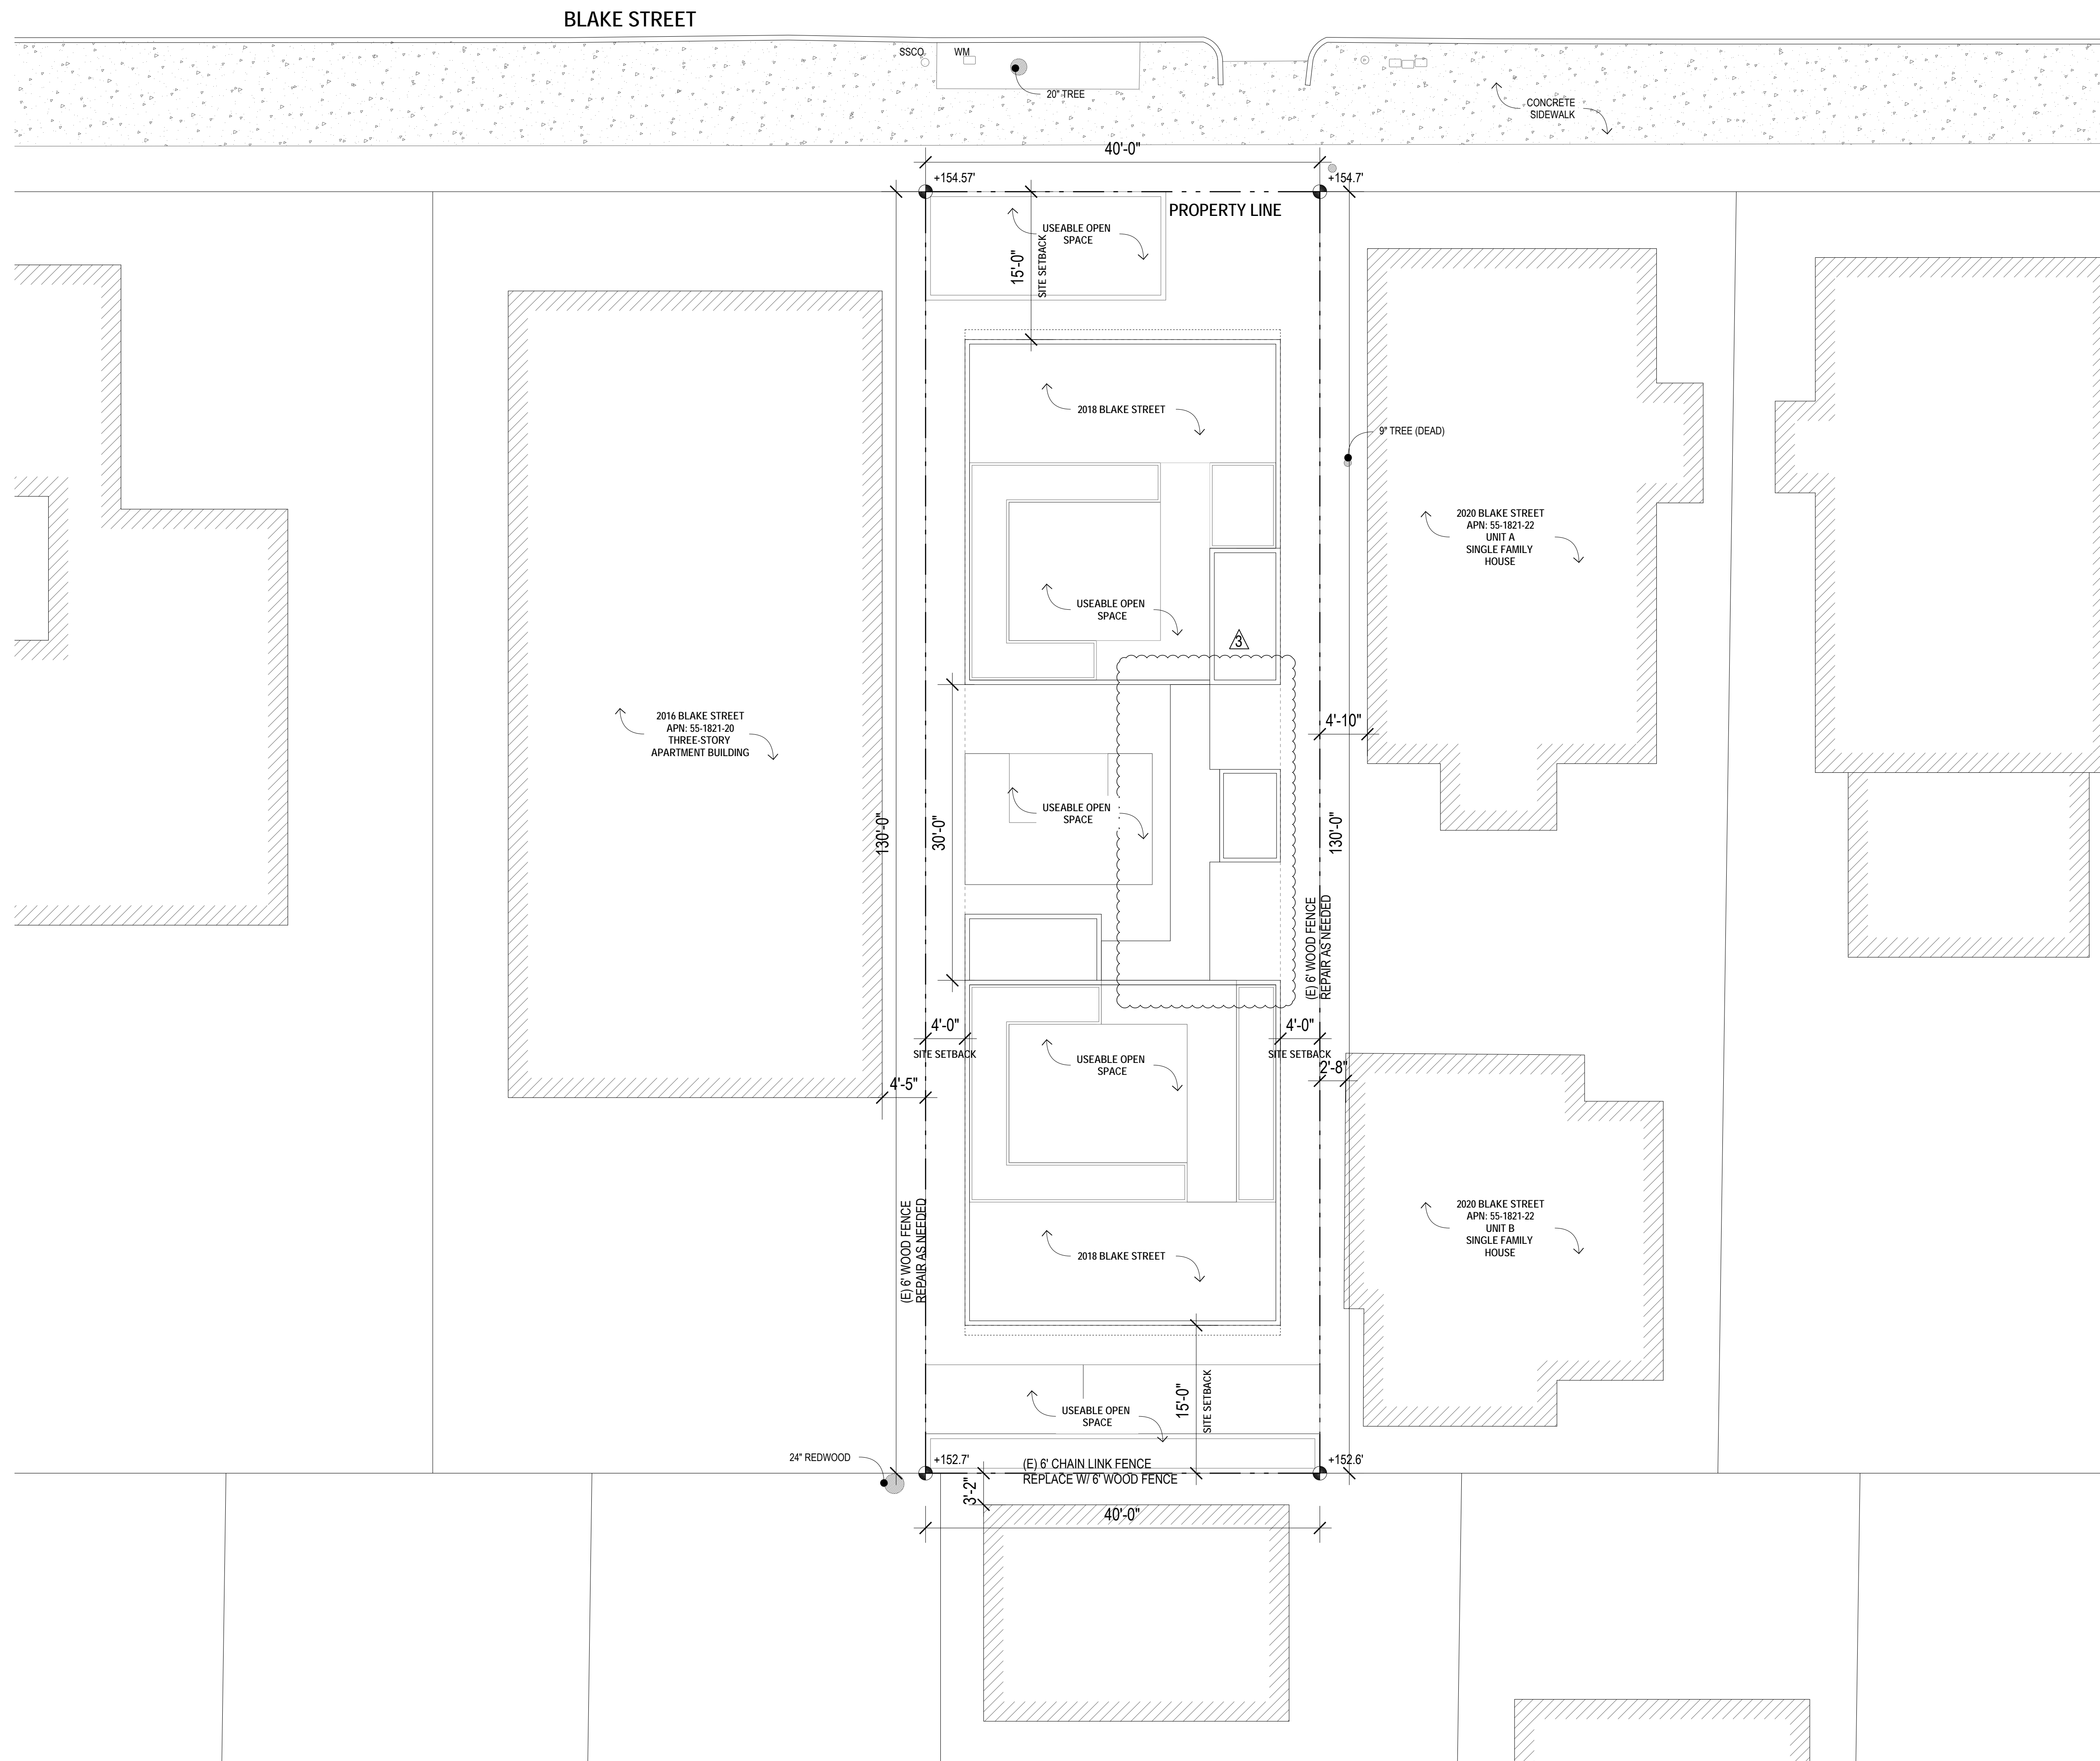 BLAKE STREET
SSCO
WM
20" TREE
CONCRETE
SIDEWALK
40'-0"
+154.57'
+154.7'
PROPERTY LINE
USEABLE OPEN
SPACE
15'-0"
SITE SETBACK
2018 BLAKE STREET
9" TREE (DEAD)
2020 BLAKE STREET
APN: 55-1821-22
UNIT A
SINGLE FAMILY
HOUSE
USEABLE OPEN
SPACE
3
2016 BLAKE STREET
APN: 55-1821-20
THREE-STORY
APARTMENT BUILDING
4'-10"
USEABLE OPEN
SPACE
130'-0"
30'-0"
130'-0"
(E) 6' WOOD FENCE
REPAIR AS NEEDED
4'-0"
SITE SETBACK
4'-0"
SITE SETBACK
USEABLE OPEN
SPACE
2'-8"
4'-5"
(E) 6' WOOD FENCE
REPAIR AS NEEDED
2020 BLAKE STREET
APN: 55-1821-22
UNIT B
SINGLE FAMILY
HOUSE
2018 BLAKE STREET
15'-0"
SITE SETBACK
USEABLE OPEN
SPACE
24" REDWOOD
+152.7'
(E) 6' CHAIN LINK FENCE
REPLACE W/ 6' WOOD FENCE
+152.6'
3'-2"
40'-0"